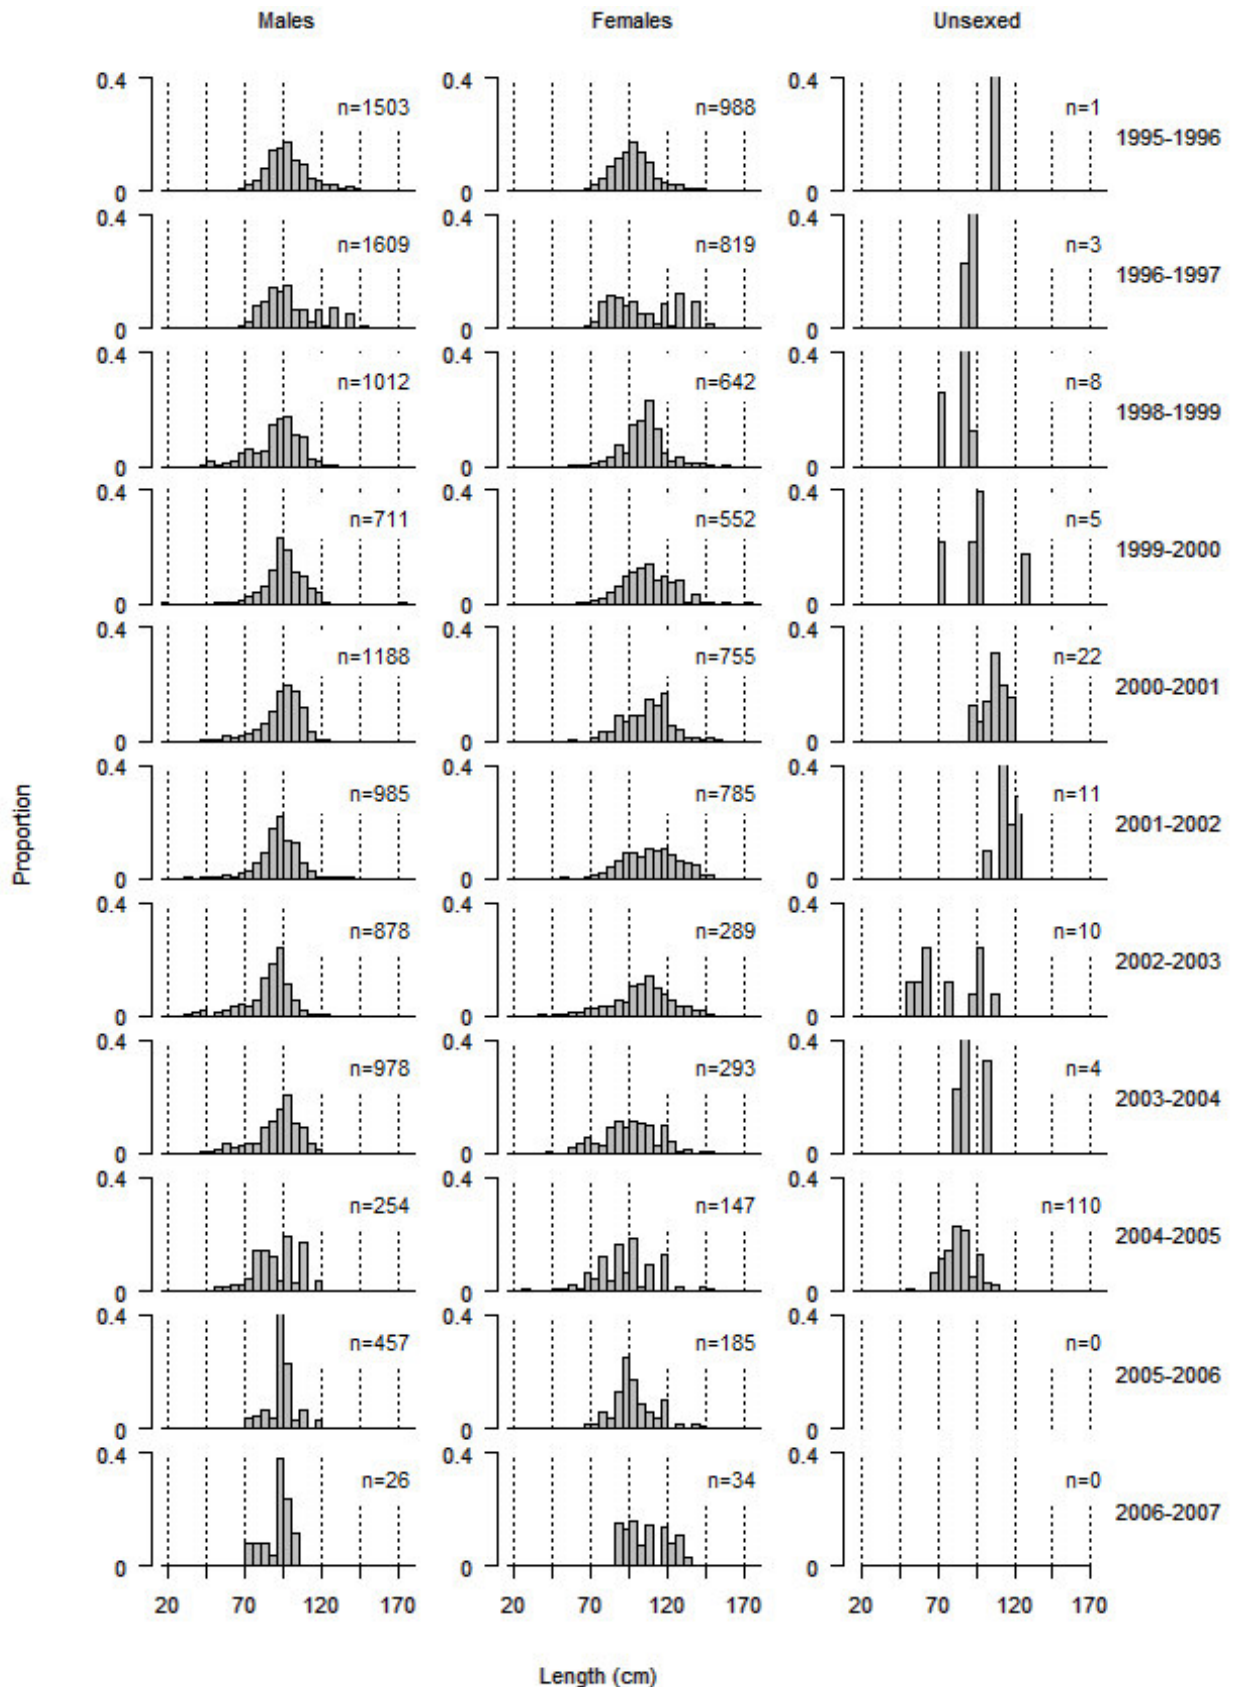 Males Females Unsexed
0.4 n=1503 n=988 n=1 1995-1996
0 0 0
0.4 n=1609 0.4 n=819 0.4 n=3 1996-1997
0 0 0
0.4 n=1012 0.4 n=642 0.4 n=8 1998-1999
0 0 0
0.4 n=711 0.4 n=552 0.4 n=5 1999-2000
0 0 0
0.4 n=1188 0.4 n=755 0.4 n=22 2000-2001
0 0 0
0.4 n=985 0.4 n=785 0.4 n=11 2001-2002
0 0 0
Proportion
0.4 n=878 0.4 n=289 0.4 n=10 2002-2003
0 0 0
0.4 n=978 0.4 n=293 0.4 n=4 2003-2004
0 0 0
0.4 n=254 0.4 n=147 0.4 n=110 2004-2005
0 0 0
0.4 n=457 0.4 n=185 0.4 n=0 2005-2006
0 0 0
0.4 n=26 0.4 n=34 0.4 n=0 2006-2007
0 0 0
20 70 120 170 20 70 120 170 20 70 120 170
Length (cm)